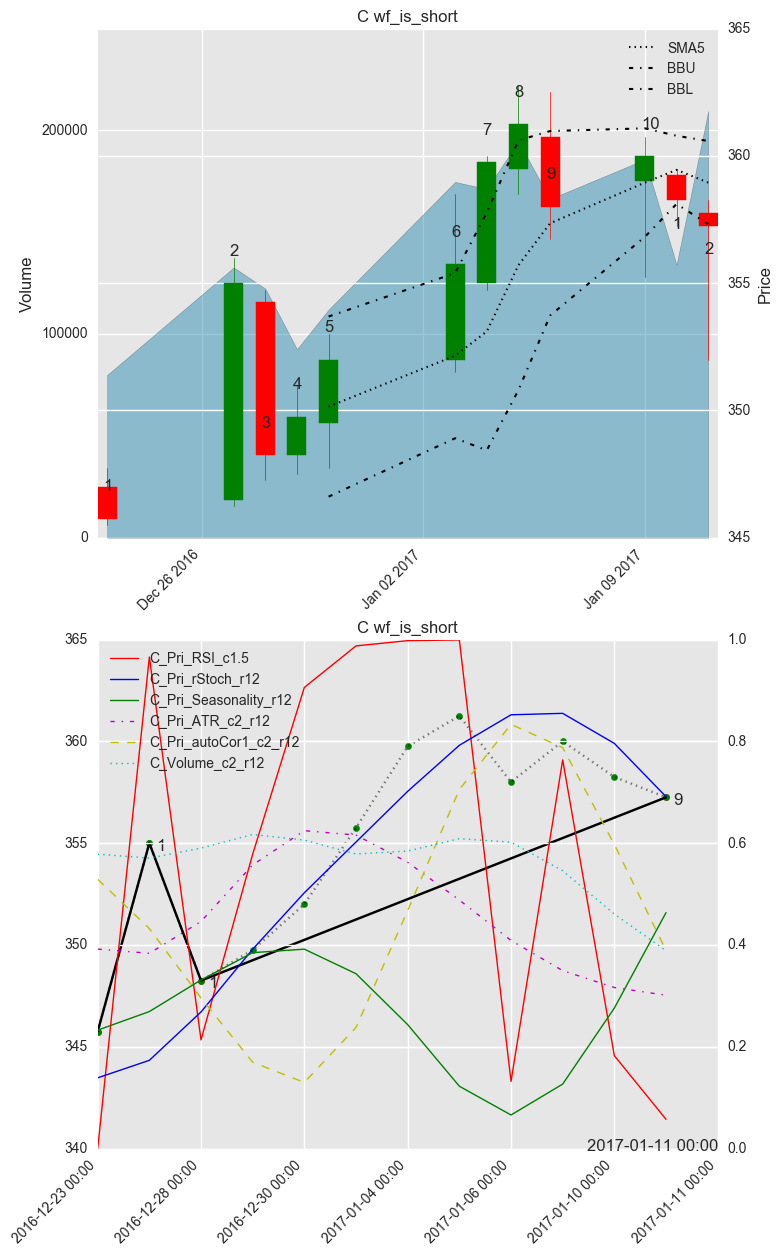 C wf_is_short
365
SMA5
BBU
BBL
8
200000
7
10
360
9
6
1
2
2
Volume
Price
355
5
100000
4
350
3
1
0
345
Dec 26 2016
Jan 02 2017
Jan 09 2017
C wf_is_short
365
1.0
C_Pri_RSI_c1.5
C_Pri_rStoch_r12
C_Pri_Seasonality_r12
C_Pri_ATR_c2_r12
C_Pri_autoCor1_c2_r12
C_Volume_c2_r12
360
0.8
9
355
1
0.6
350
0.4
1
345
0.2
340
2017-01-11 00:00
0.0
2016-12-23 00:00
2016-12-28 00:00
2016-12-30 00:00
2017-01-04 00:00
2017-01-06 00:00
2017-01-10 00:00
2017-01-11 00:00